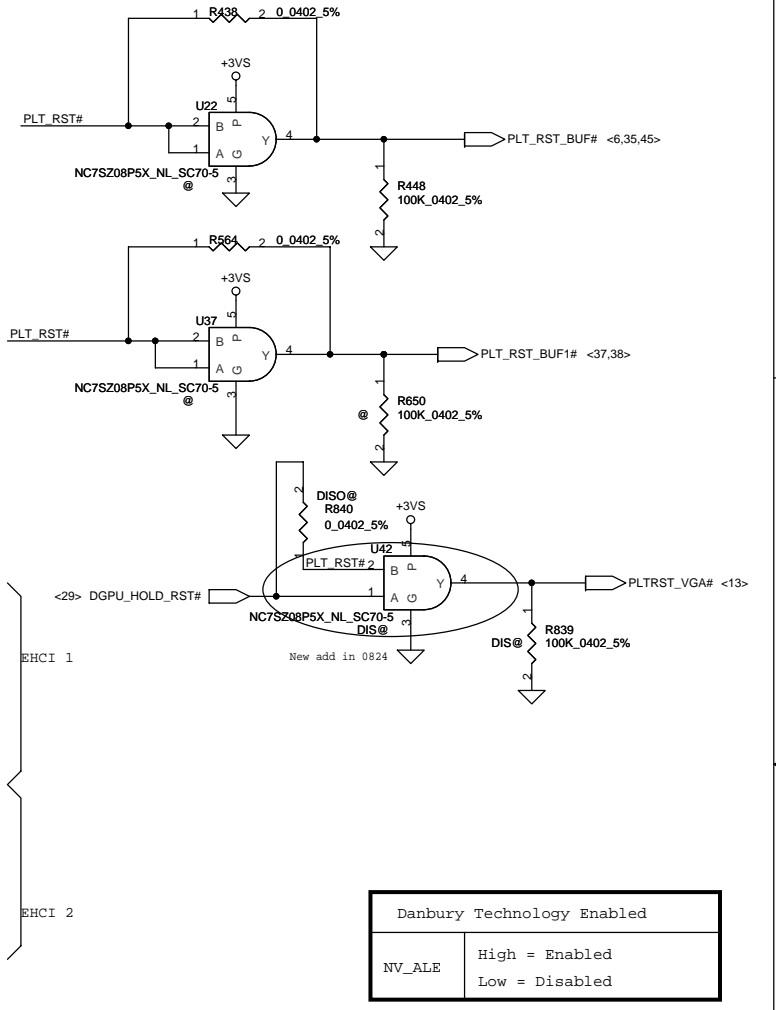 R438
1 2 0_0402_5%
+3VS
5
U22
PLT_RST# 2 B P
Y 4 PLT_RST_BUF# <6,35,45>
1 A G
3
NC7SZ08P5X_NL_SC70-5
@
1
R448
100K_0402_5%
2
R564
1 2 0_0402_5%
+3VS
5
U37
PLT_RST# 2 B P
Y 4 PLT_RST_BUF1# <37,38>
1 A G
3
NC7SZ08P5X_NL_SC70-5
@
1
@ R650
100K_0402_5%
2
2
DISO@
R840
0_0402_5%
1
+3VS
5
U42
PLT_RST# 2 B P
Y 4 PLTRST_VGA# <13>
<29> DGPU_HOLD_RST# 1 A G
3
NC7SZ08P5X_NL_SC70-5
DIS@
New add in 0824
1
DIS@ R839
100K_0402_5%
2
EHCI 1
EHCI 2
Danbury Technology Enabled
NV_ALE
High = Enabled
Low = Disabled